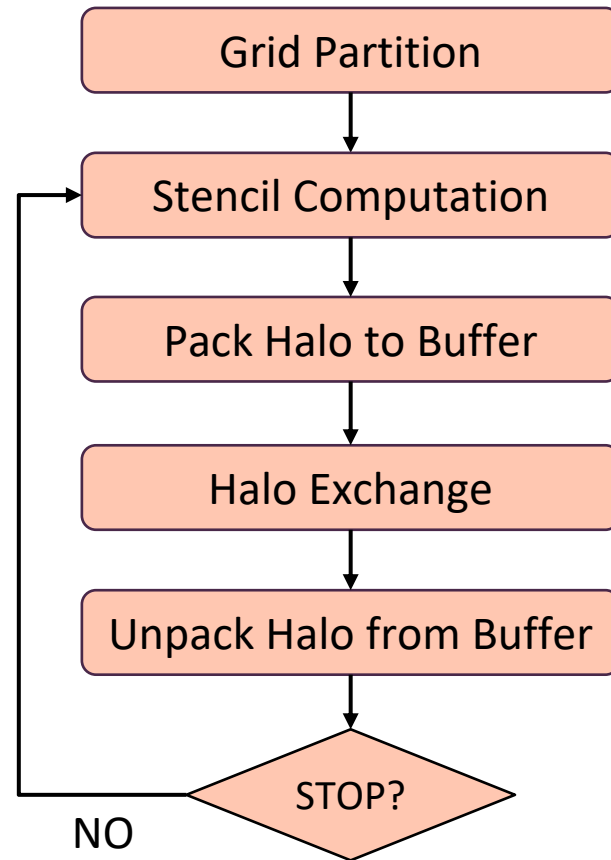 Grid Partition
Stencil Computation
Pack Halo to Buffer
Halo Exchange
Unpack Halo from Buffer
STOP?
NO